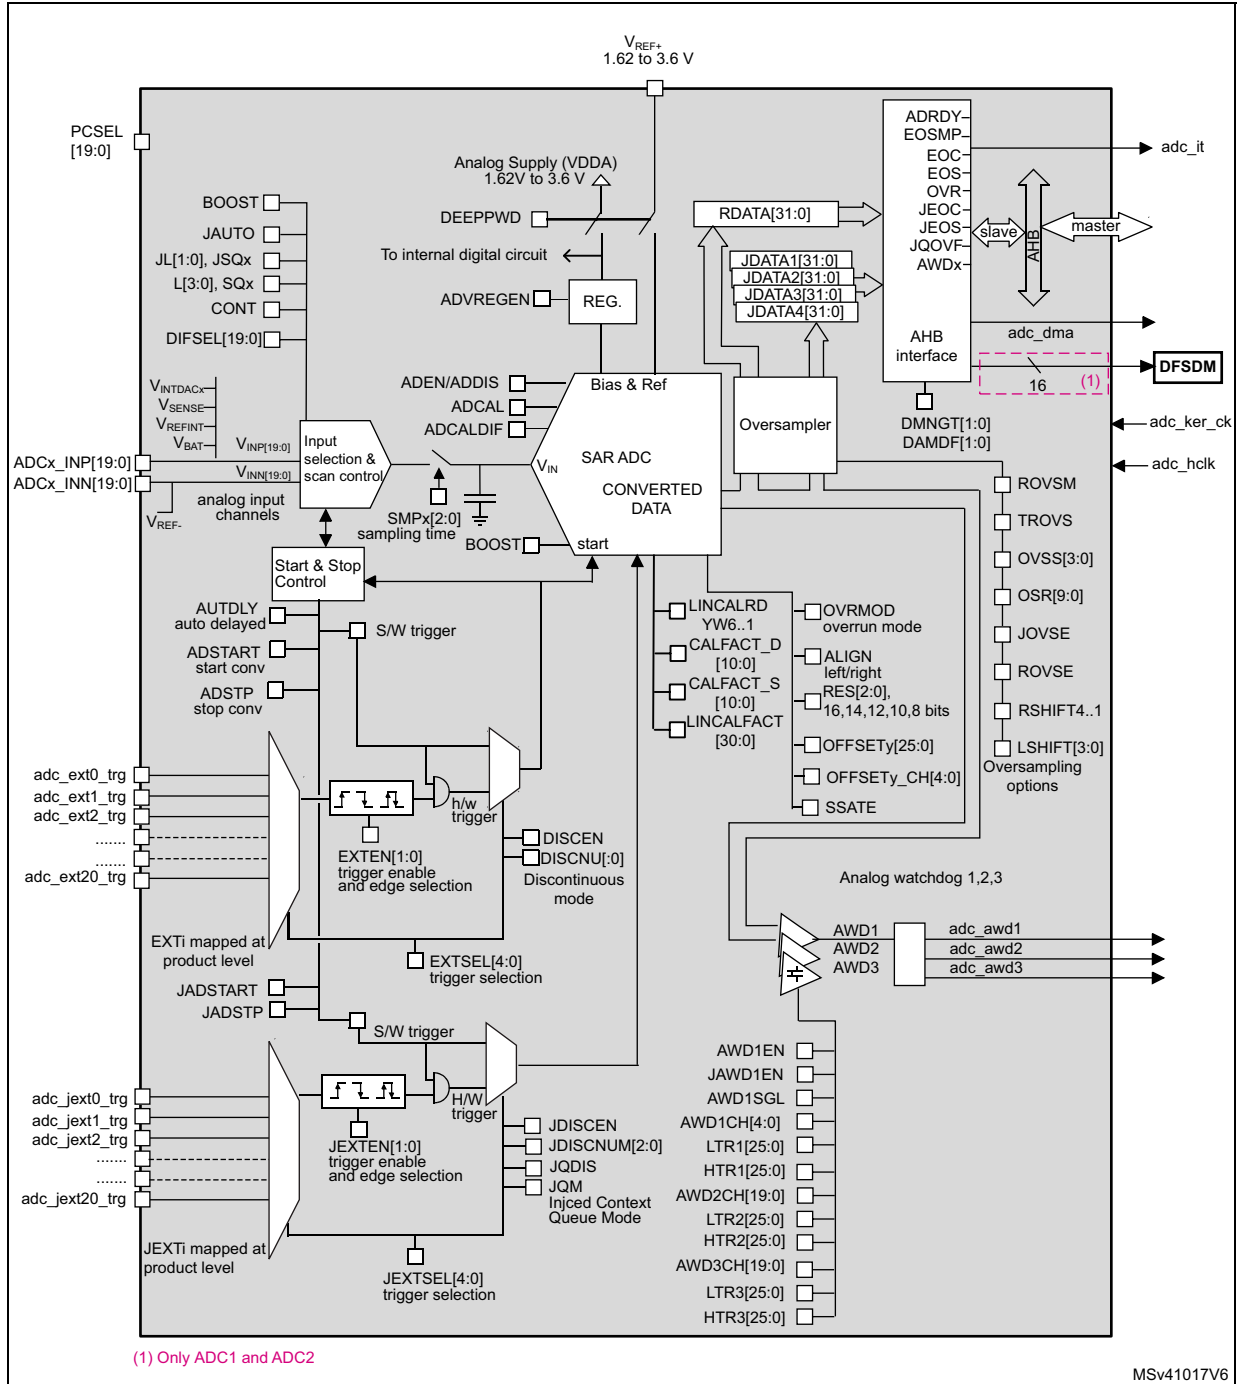 VREF+
1.62 to 3.6 V
PCSEL
[19:0]
Analog Supply (VDDA)
1.62V to 3.6 V
BOOST
JAUTO
JL[1:0], JSQx
L[3:0], SQx
CONT
DIFSEL[19:0]
DEEPPWD
To internal digital circuit
ADVREGEN
REG.
RDATA[31:0]
JDATA1[31:0]
JDATA2[31:0]
JDATA3[31:0]
JDATA4[31:0]
ADRDY
EOSMP
EOC
EOS
OVR
JEOC
JEOS
JQOVF
AWDx
AHB
interface
slave
AHB
master
adc_it
adc_dma
16
(1)
DFSDM
DMNGT[1:0]
DAMDF[1:0]
adc_ker_ck
adc_hclk
VINTDACx
VSENSE
VREFINT
VBAT
VINP[19:0]
VINN[19:0]
ADCx_INP[19:0]
ADCx_INN[19:0]
VREF-
analog input
channels
Input
selection &
scan control
ADEN/ADDIS
ADCAL
ADCALDIF
Bias & Ref
VIN
SAR ADC
CONVERTED
DATA
start
Oversampler
SMPx[2:0]
sampling time
BOOST
Start & Stop
Control
AUTDLY
auto delayed
ADSTART
start conv
ADSTP
stop conv
S/W trigger
LINCALRD
YW6..1
CALFACT_D
[10:0]
CALFACT_S
[10:0]
LINCALFACT
[30:0]
OVRMOD
overrun mode
ALIGN
left/right
RES[2:0],
16,14,12,10,8 bits
OFFSETy[25:0]
OFFSETy_CH[4:0]
SSATE
ROVSM
TROVS
OVSS[3:0]
OSR[9:0]
JOVSE
ROVSE
RSHIFT4..1
LSHIFT[3:0]
Oversampling
options
adc_ext0_trg
adc_ext1_trg
adc_ext2_trg
.......
.......
adc_ext20_trg
h/w
trigger
EXTEN[1:0]
trigger enable
and edge selection
DISCEN
DISCNU[:0]
Discontinuous
mode
EXTi mapped at
product level
EXTSEL[4:0]
trigger selection
Analog watchdog 1,2,3
AWD1
AWD2
AWD3
adc_awd1
adc_awd2
adc_awd3
JADSTART
JADSTP
S/W trigger
adc_jext0_trg
adc_jext1_trg
adc_jext2_trg
.......
.......
adc_jext20_trg
H/W
trigger
JEXTEN[1:0]
trigger enable
and edge selection
JDISCEN
JDISCNUM[2:0]
JQDIS
JQM
Injced Context
Queue Mode
JEXTi mapped at
product level
JEXTSEL[4:0]
trigger selection
AWD1EN
JAWD1EN
AWD1SGL
AWD1CH[4:0]
LTR1[25:0]
HTR1[25:0]
AWD2CH[19:0]
LTR2[25:0]
HTR2[25:0]
AWD3CH[19:0]
LTR3[25:0]
HTR3[25:0]
(1) Only ADC1 and ADC2
MSv41017V6